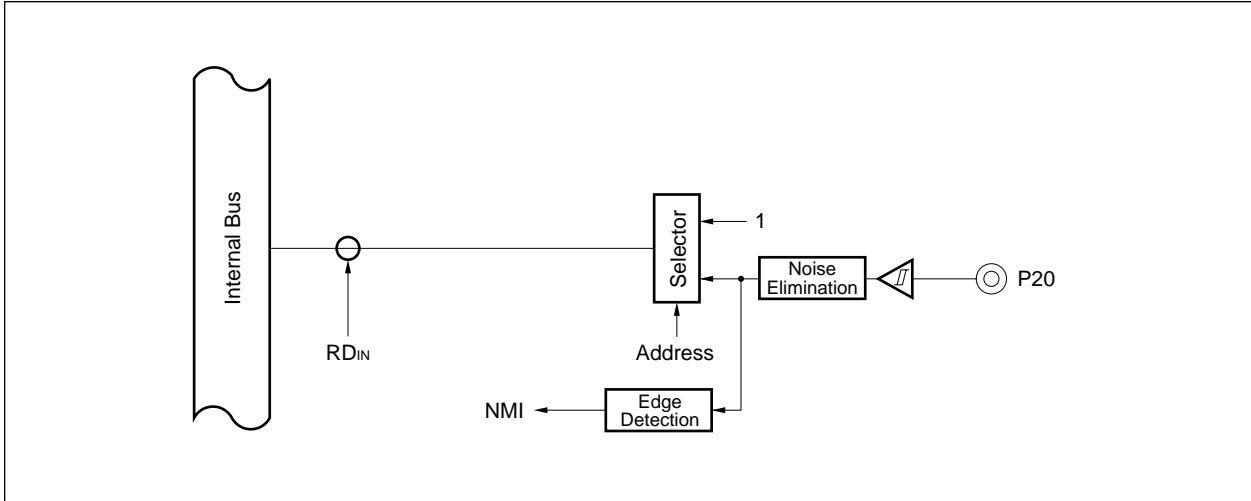 Internal Bus
RDIN
Selector
1
Address
Noise
Elimination
P20
NMI
Edge
Detection